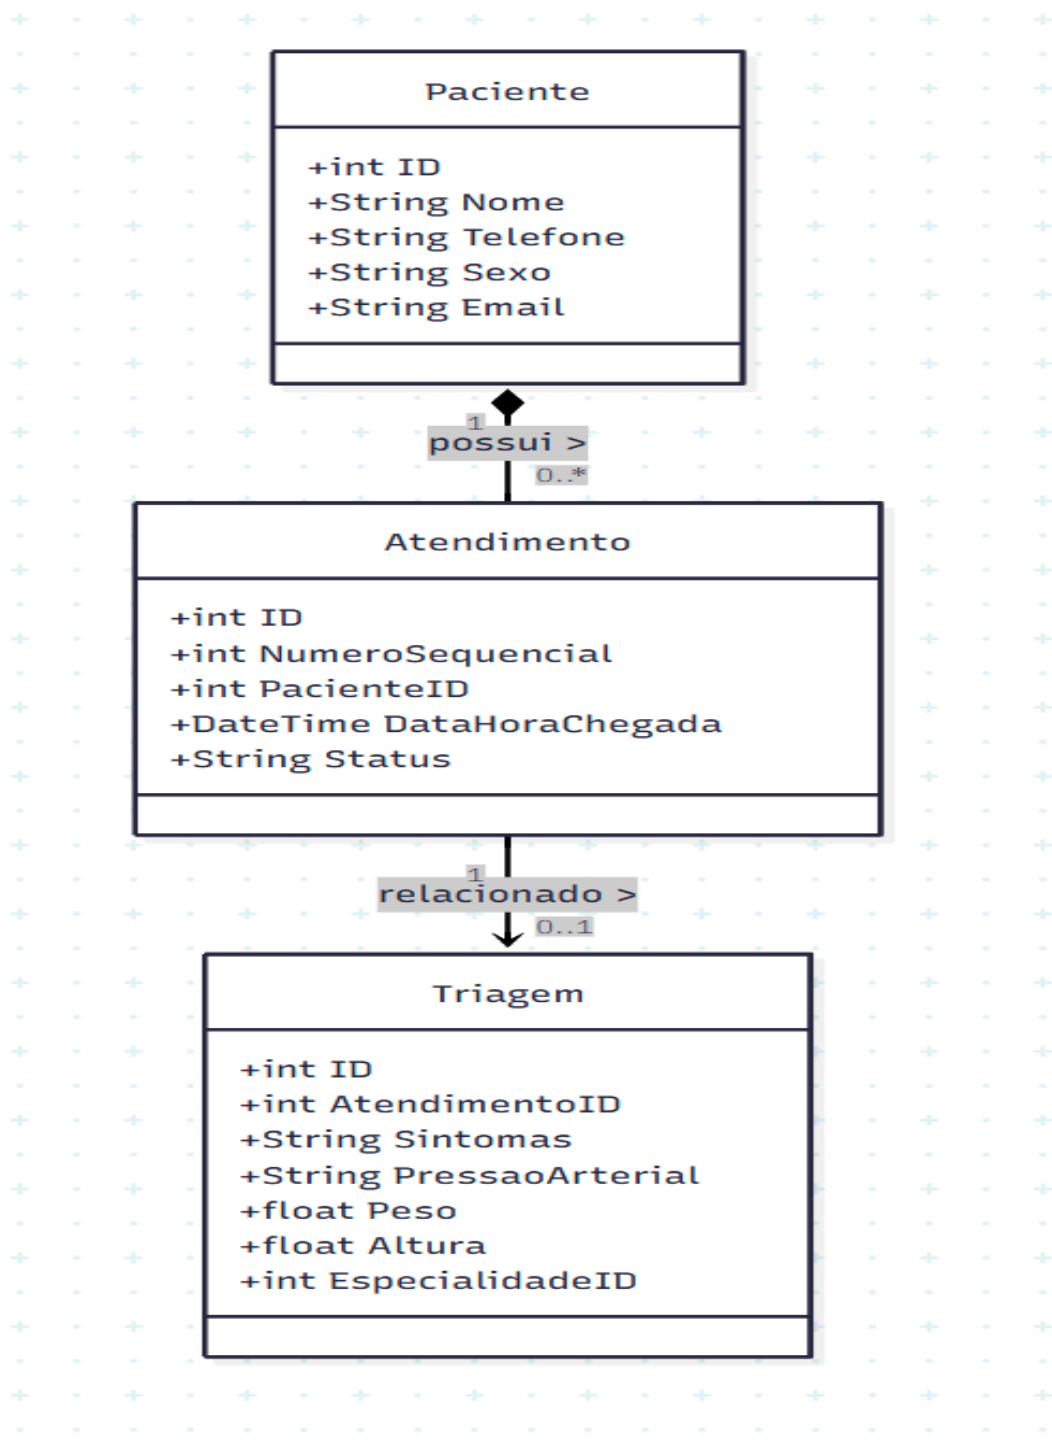 Paciente
+int ID
+String Nome
+String Telefone
+String Sexo
+String Email
1
possui >
0..*
Atendimento
+int ID
+int NumeroSequencial
+int PacienteID
+DateTime DataHoraChegada
+String Status
1
relacionado >
0..1
Triagem
+int ID
+int AtendimentoID
+String Sintomas
+String PressaoArterial
+float Peso
+float Altura
+int EspecialidadeID